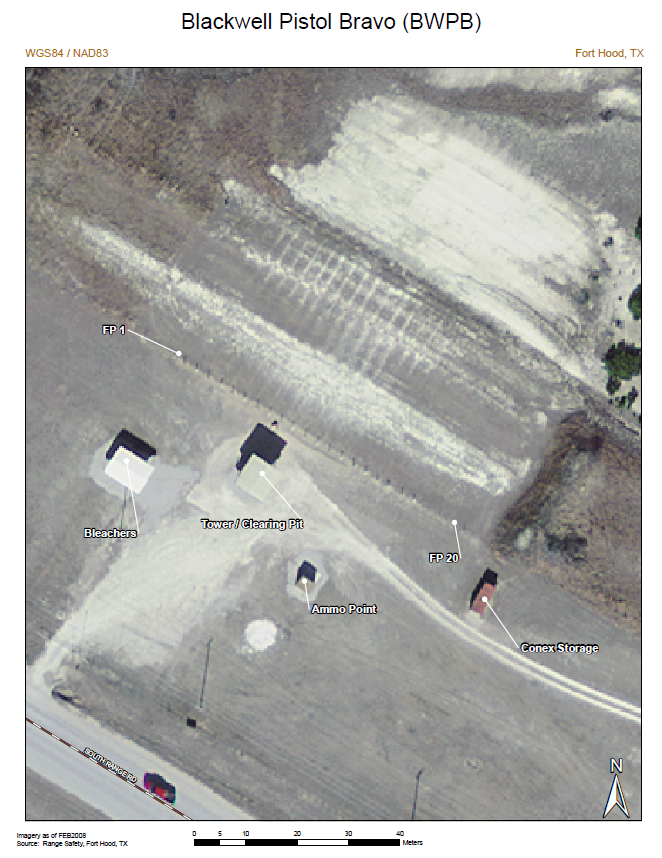 Blackwell Pistol Bravo (BWPB)
WGS84 / NAD83
Fort Hood, TX
FP 1
Bleachers
Tower / Clearing Pit
FP 20
Ammo Point
Conex Storage
SOUTH RANGE RD
N
Imagery as of FEB2008
Source: Range Safety, Fort Hood, TX
0 5 10 20 30 40
Meters